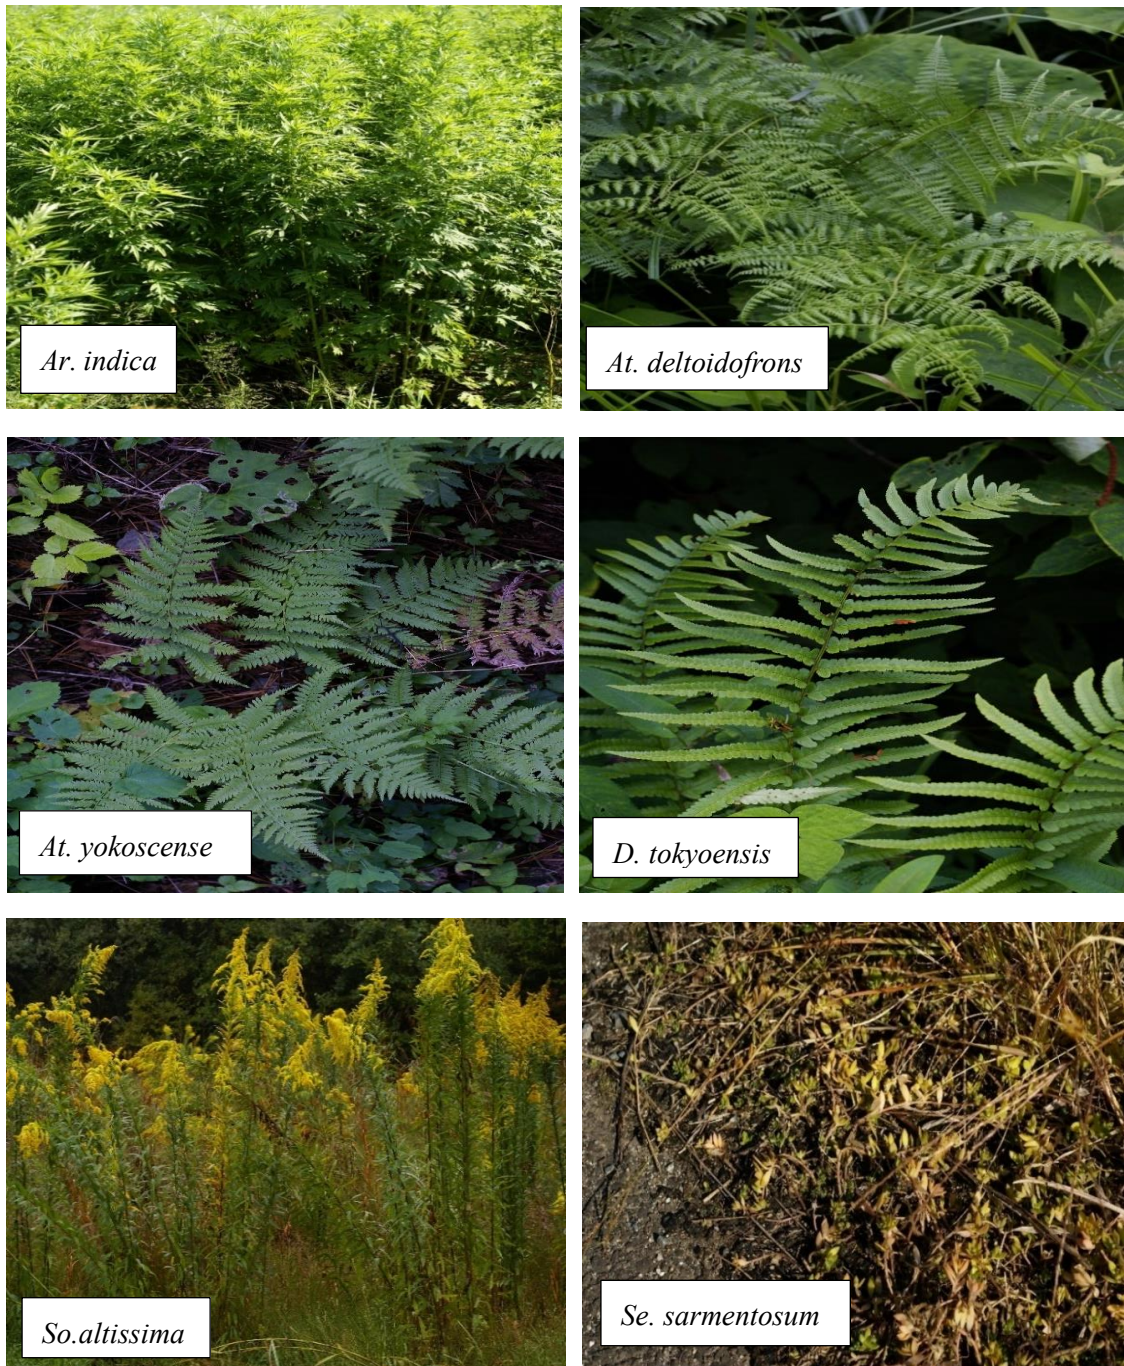 Ar. indica
At. deltoidofrons
At. yokoscense
D. tokyoensis
So.altissima
Se. sarmentosum